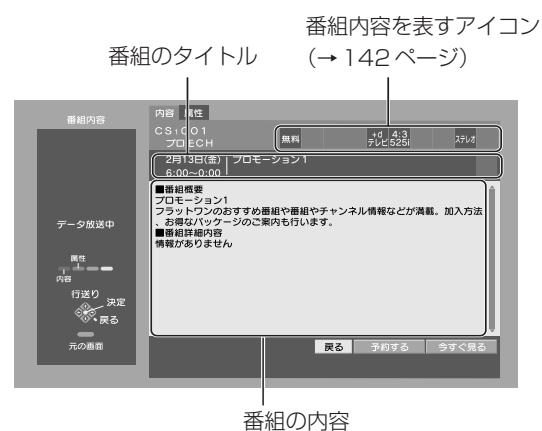 番組内容を表すアイコン
(→142ページ)
番組のタイトル
番組内容
内容 属性
CS1001
プロモCH
無料
+d 4:3
テレビ 525i
ステレオ
2月13日(金) プロモーション1
6:00~0:00
■番組概要
プロモーション1
フラットワンのおすすめ番組や番組やチャンネル情報などが満載。加入方法
、お得なパッケージのご案内も行います。
■番組詳細内容
情報がありません
データ放送中
属性
内容
行送り
決定
戻る
元の画面
戻る 予約する 今すぐ見る
番組の内容